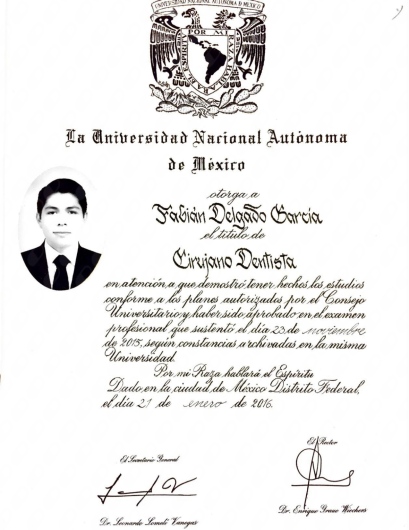 UNIVERSIDAD NACIONAL AUTÓNOMA DE MÉXICO
POR MI RAZA HABLARÁ EL ESPÍRITU
La Universidad Nacional Autónoma
de México
otorga a
Fabián Delgado García
el título de
Cirujano Dentista
en atención a que demostró tener hechos los estudios
conforme a los planes autorizados por el Consejo
Universitario y haber sido aprobado en el examen
profesional que sustentó el día 23 de noviembre
de 2015, según constancias archivadas en la misma
Universidad.
Por mi Raza hablará el Espíritu
Dado en la ciudad de México Distrito Federal,
el día 21 de enero de 2016.
El Secretario General
El Rector
Dr. Leonardo Lomelí Vanegas
Dr. Enrique Graue Wiechers